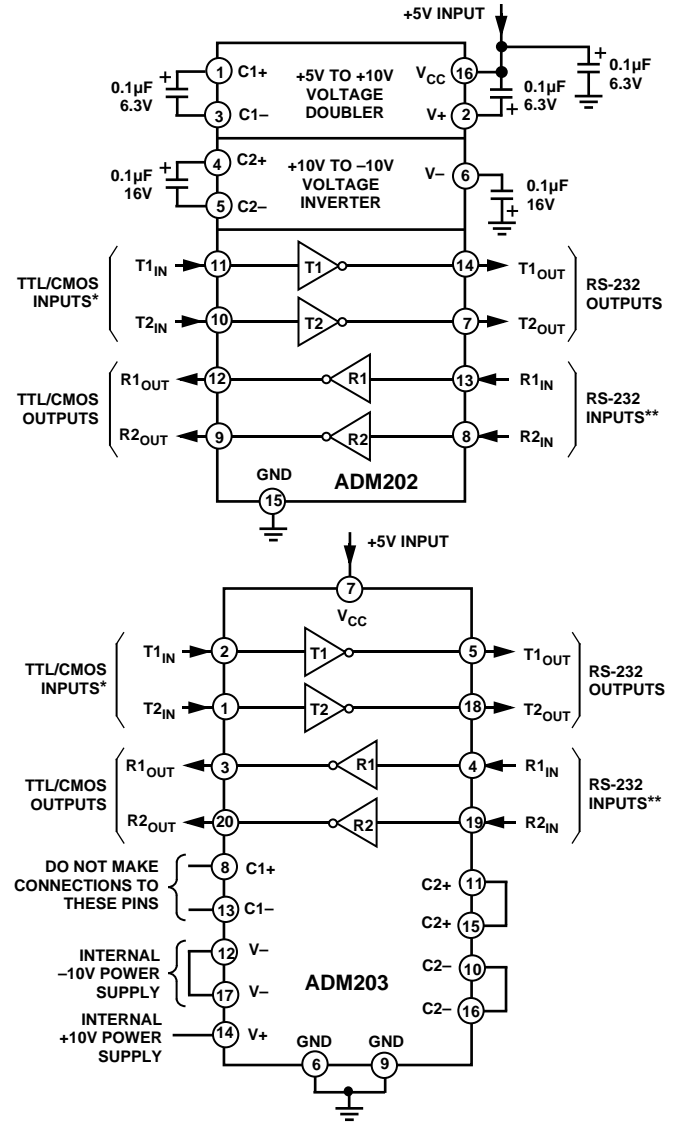 +5V INPUT
1
C1+
3
C1–
0.1µF
6.3V
+
+5V TO +10V
VOLTAGE
DOUBLER
VCC
16
V+
2
0.1µF
6.3V
+
+
0.1µF
6.3V
4
C2+
5
C2–
0.1µF
16V
+
+10V TO –10V
VOLTAGE
INVERTER
V–
6
0.1µF
16V
+
TTL/CMOS
INPUTS*
T1IN
11
T1
14
T1OUT
T2IN
10
T2
7
T2OUT
RS-232
OUTPUTS
TTL/CMOS
OUTPUTS
R1OUT
12
R1
13
R1IN
R2OUT
9
R2
8
R2IN
RS-232
INPUTS**
GND
15
ADM202
+5V INPUT
7
VCC
TTL/CMOS
INPUTS*
T1IN
2
T1
5
T1OUT
T2IN
1
T2
18
T2OUT
RS-232
OUTPUTS
TTL/CMOS
OUTPUTS
R1OUT
3
R1
4
R1IN
R2OUT
20
R2
19
R2IN
RS-232
INPUTS**
DO NOT MAKE
CONNECTIONS TO
THESE PINS
8
C1+
13
C1–
INTERNAL
–10V POWER
SUPPLY
12
V–
17
V–
INTERNAL
+10V POWER
SUPPLY
14
V+
C2+
11
C2+
15
C2–
10
C2–
16
ADM203
GND
6
GND
9